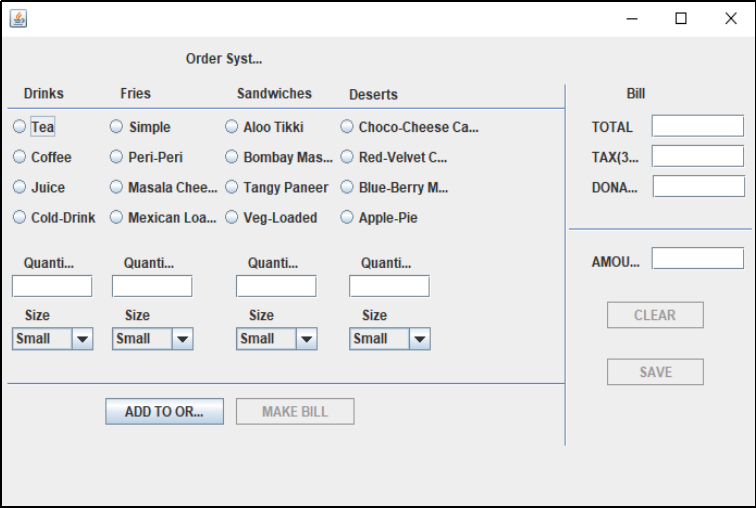 Order Syst...
Drinks Fries Sandwiches Deserts Bill
Tea Simple Aloo Tikki Choco-Cheese Ca... TOTAL
Coffee Peri-Peri Bombay Mas... Red-Velvet C... TAX(3...
Juice Masala Chee... Tangy Paneer Blue-Berry M... DONA...
Cold-Drink Mexican Loa... Veg-Loaded Apple-Pie
Quanti... Quanti... Quanti... Quanti... AMOU...
Size Size Size Size CLEAR
Small Small Small Small
SAVE
ADD TO OR... MAKE BILL